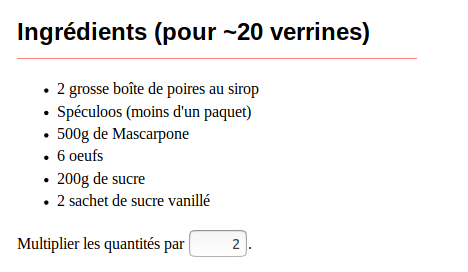 Ingrédients (pour ~20 verrines)
2 grosse boîte de poires au sirop
Spéculoos (moins d'un paquet)
500g de Mascarpone
6 oeufs
200g de sucre
2 sachet de sucre vanillé
Multiplier les quantités par 2.